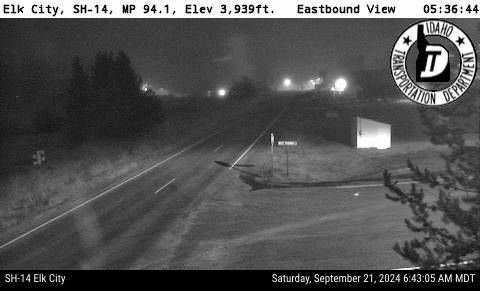 Elk City, SH-14, MP 94.1, Elev 3,939ft. Eastbound View 05:36:44
IDAHO
TRANSPORTATION DEPARTMENT
SH-14 Elk City Saturday, September 21, 2024 6:43:05 AM MDT